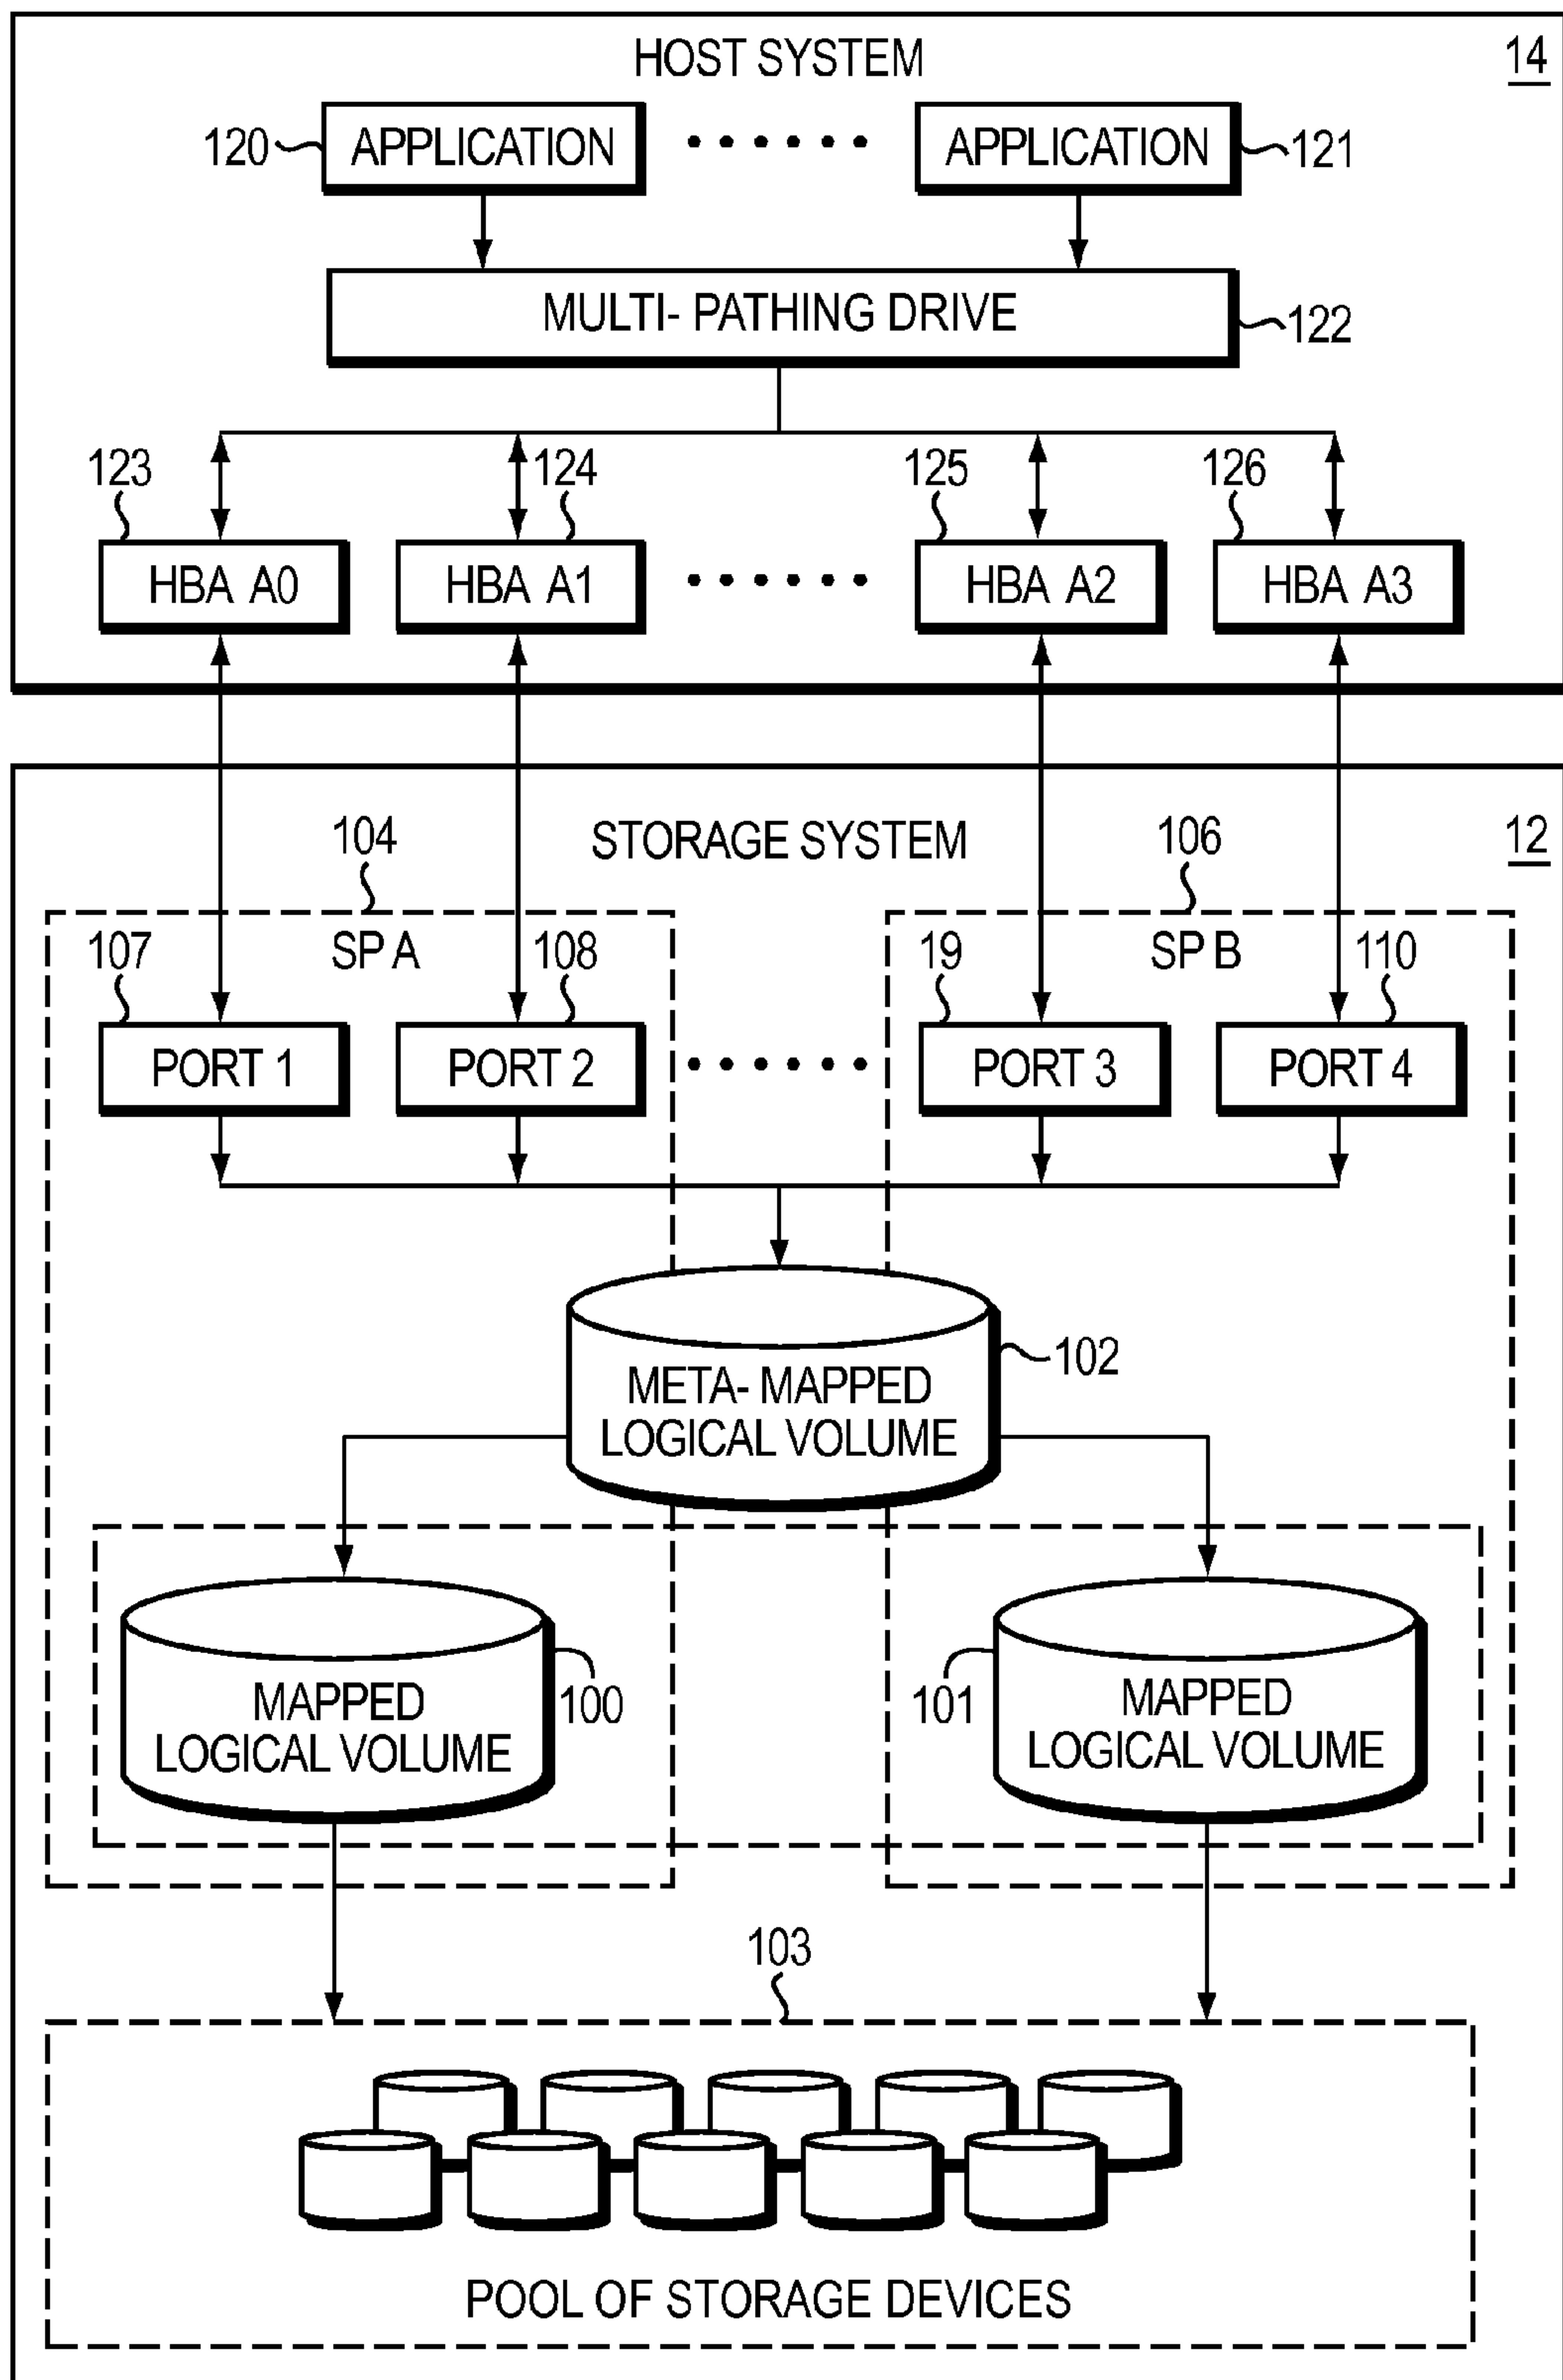 HOST SYSTEM
14
120
APPLICATION
APPLICATION
121
MULTI- PATHING DRIVE
122
123
124
125
126
HBA A0
HBA A1
HBA A2
HBA A3
STORAGE SYSTEM
12
104
106
107
SP A
108
19
SP B
110
PORT 1
PORT 2
PORT 3
PORT 4
META- MAPPED
LOGICAL VOLUME
102
MAPPED
LOGICAL VOLUME
100
101
MAPPED
LOGICAL VOLUME
103
POOL OF STORAGE DEVICES